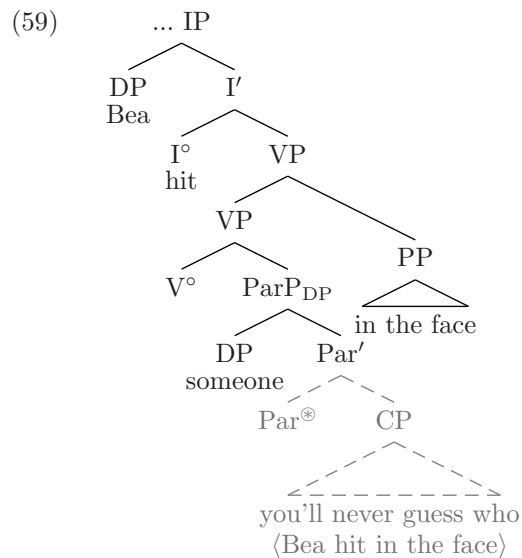 (59)
... IP
DP I′
Bea
I° VP
hit
VP
PP
V° ParP_DP
in the face
DP Par′
someone
Par⊛ CP
you'll never guess who
⟨Bea hit in the face⟩